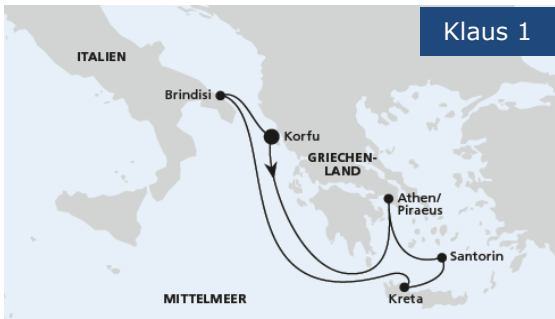 Klaus 1
ITALIEN
Brindisi
Korfu
GRIECHEN-
LAND
Athen/
Piraeus
Santorin
Kreta
MITTELMEER